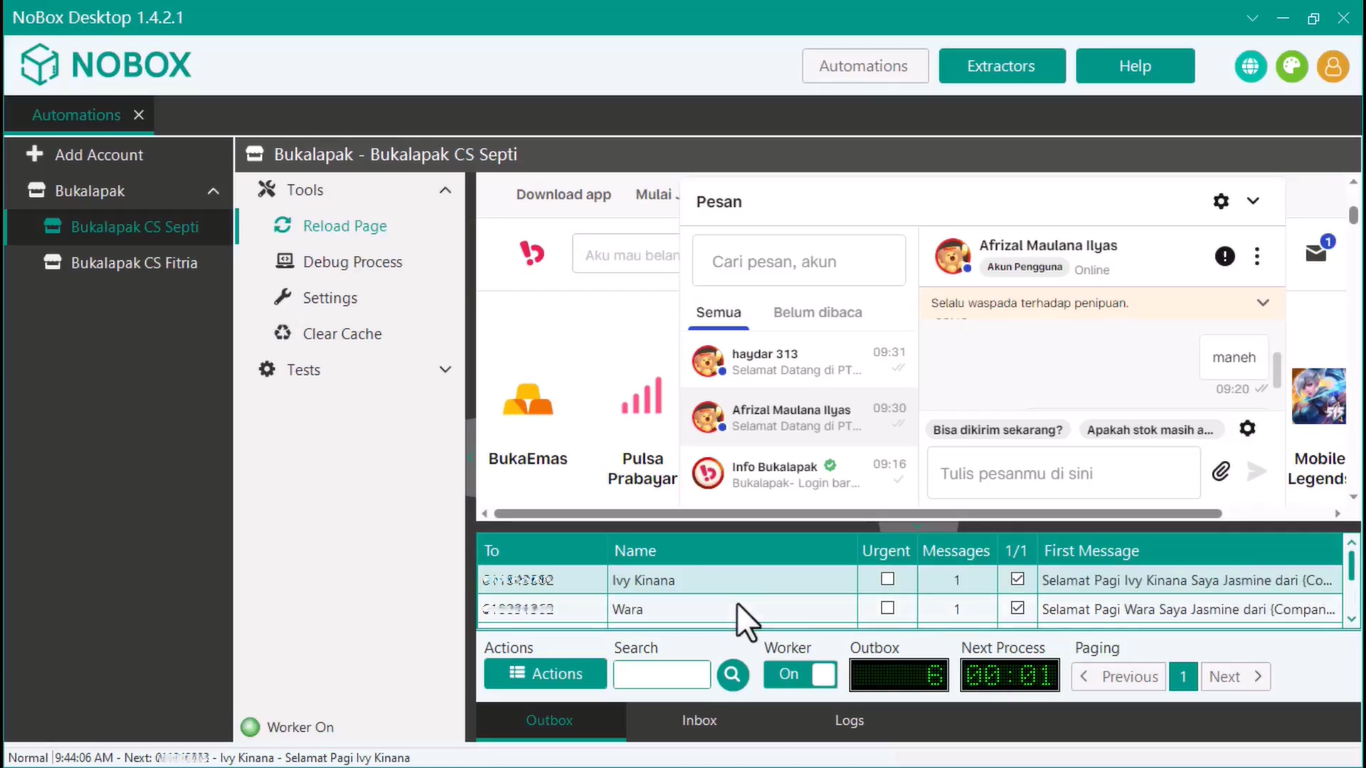 NoBox Desktop 1.4.2.1
NOBOX
Automations
Extractors
Help
Automations
Add Account
Bukalapak
Bukalapak CS Septi
Bukalapak CS Fitria
Bukalapak - Bukalapak CS Septi
Tools
Reload Page
Debug Process
Settings
Clear Cache
Tests
Worker On
Download app
Mulai J
Aku mau belan
BukaEmas
Pulsa
Prabayar
Pesan
Cari pesan, akun
Semua
Belum dibaca
haydar 313
09:31
Selamat Datang di PT...
Afrizal Maulana Ilyas
09:30
Selamat Datang di PT...
Info Bukalapak
09:16
Bukalapak- Login bar...
Afrizal Maulana Ilyas
Akun Pengguna
Online
Selalu waspada terhadap penipuan.
maneh
09:20
Bisa dikirim sekarang?
Apakah stok masih a...
Tulis pesanmu di sini
1
515
Mobile
Legends
To
Name
Urgent
Messages
1/1
First Message
Ivy Kinana
1
Selamat Pagi Ivy Kinana Saya Jasmine dari {Co...
Wara
1
Selamat Pagi Wara Saya Jasmine dari {Compan...
Actions
Search
Worker
Outbox
Next Process
Paging
Actions
On
6
00:01
Previous
1
Next
Outbox
Inbox
Logs
Normal
9:44:06 AM - Next:
- Ivy Kinana - Selamat Pagi Ivy Kinana